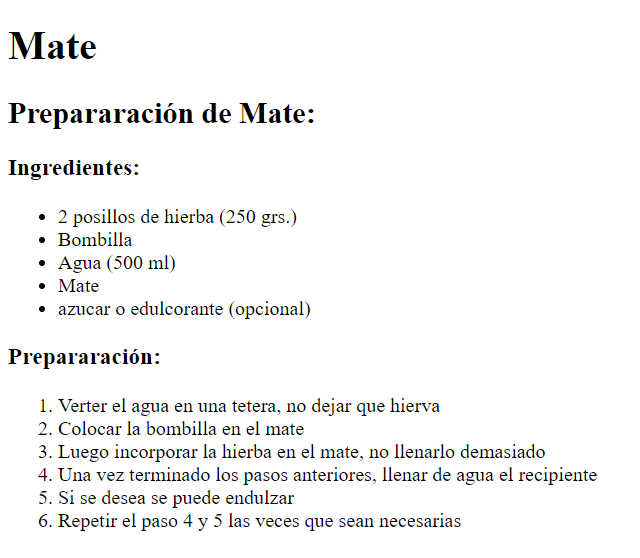 Mate
Prepararación de Mate:
Ingredientes:
• 2 posillos de hierba (250 grs.)
• Bombilla
• Agua (500 ml)
• Mate
• azucar o edulcorante (opcional)
Prepararación:
1. Verter el agua en una tetera, no dejar que hierva
2. Colocar la bombilla en el mate
3. Luego incorporar la hierba en el mate, no llenarlo demasiado
4. Una vez terminado los pasos anteriores, llenar de agua el recipiente
5. Si se desea se puede endulzar
6. Repetir el paso 4 y 5 las veces que sean necesarias